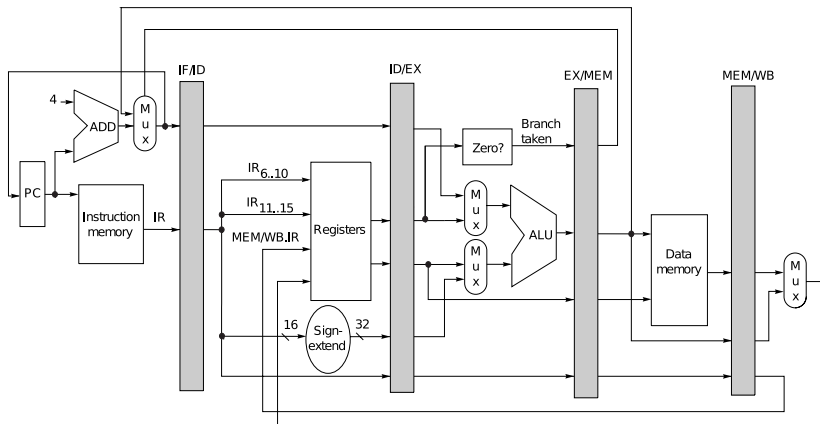 IF/ID
ID/EX
EX/MEM
MEM/WB
4
ADD
M
u
x
Branch
taken
Zero?
IR6..10
PC
Instruction
memory
IR
IR11..15
MEM/WB.IR
Registers
M
u
x
M
u
x
ALU
Data
memory
M
u
x
16
Sign-
extend
32